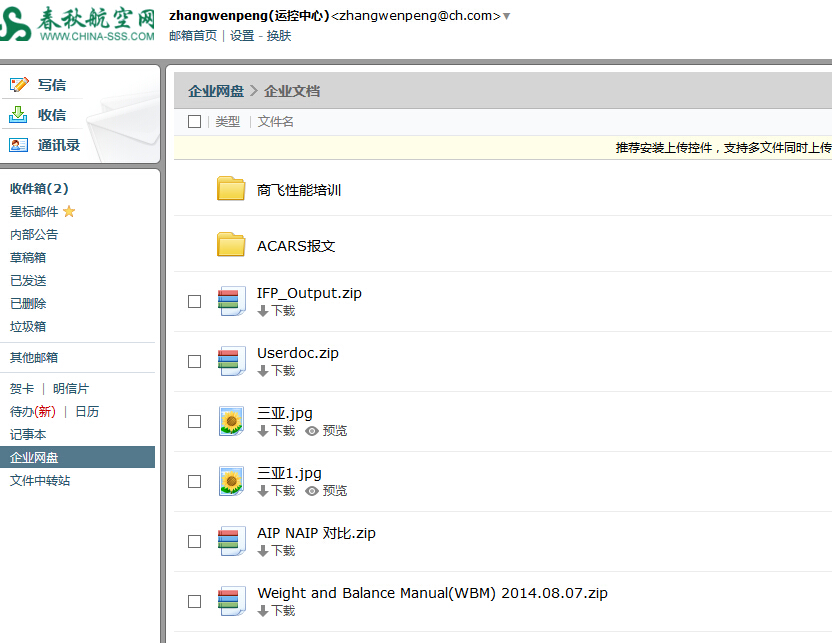 春秋航空网
WWW.CHINA-SSS.COM
zhangwenpeng(运控中心)<zhangwenpeng@ch.com>
邮箱首页 | 设置 - 换肤
写信
收信
通讯录
收件箱(2)
星标邮件
内部公告
草稿箱
已发送
已删除
垃圾箱
其他邮箱
贺卡 | 明信片
待办(新) | 日历
记事本
企业网盘
文件中转站
企业网盘 > 企业文档
类型 | 文件名
推荐安装上传控件，支持多文件同时上传
商飞性能培训
ACARS报文
IFP_Output.zip
下载
Userdoc.zip
下载
三亚.jpg
下载 预览
三亚1.jpg
下载 预览
AIP NAIP 对比.zip
下载
Weight and Balance Manual(WBM) 2014.08.07.zip
下载